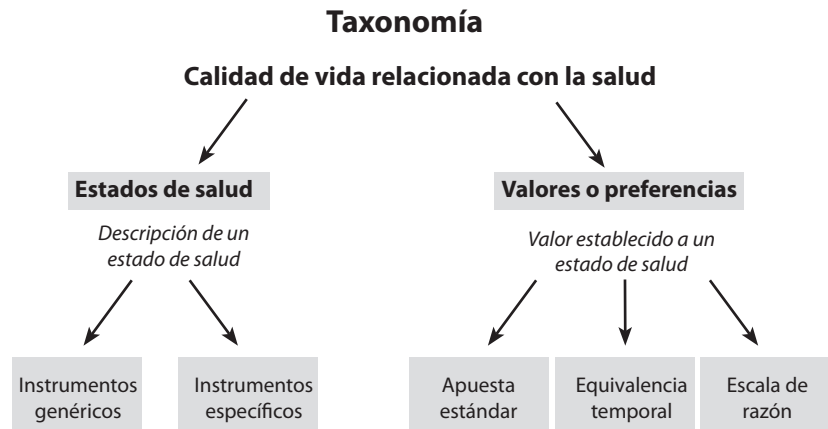 Taxonomía
Calidad de vida relacionada con la salud
Estados de salud
Valores o preferencias
Descripción de un
estado de salud
Valor establecido a un
estado de salud
Instrumentos
genéricos
Instrumentos
específicos
Apuesta
estándar
Equivalencia
temporal
Escala de
razón